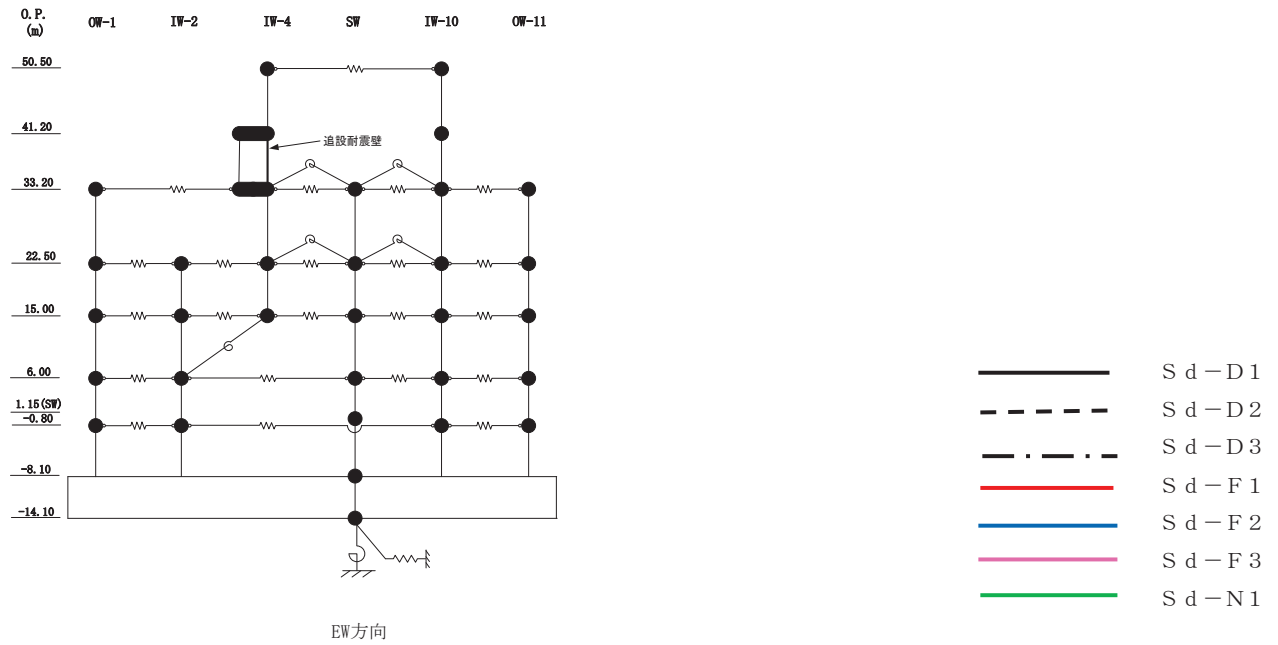 O.P.
(m)
OW-1 IW-2 IW-4 SW IW-10 OW-11
50.50
41.20
追設耐震壁
33.20
22.50
15.00
6.00
1.15(SW)
-0.80
-8.10
-14.10
EW方向
Ｓｄ－Ｄ１
Ｓｄ－Ｄ２
Ｓｄ－Ｄ３
Ｓｄ－Ｆ１
Ｓｄ－Ｆ２
Ｓｄ－Ｆ３
Ｓｄ－Ｎ１